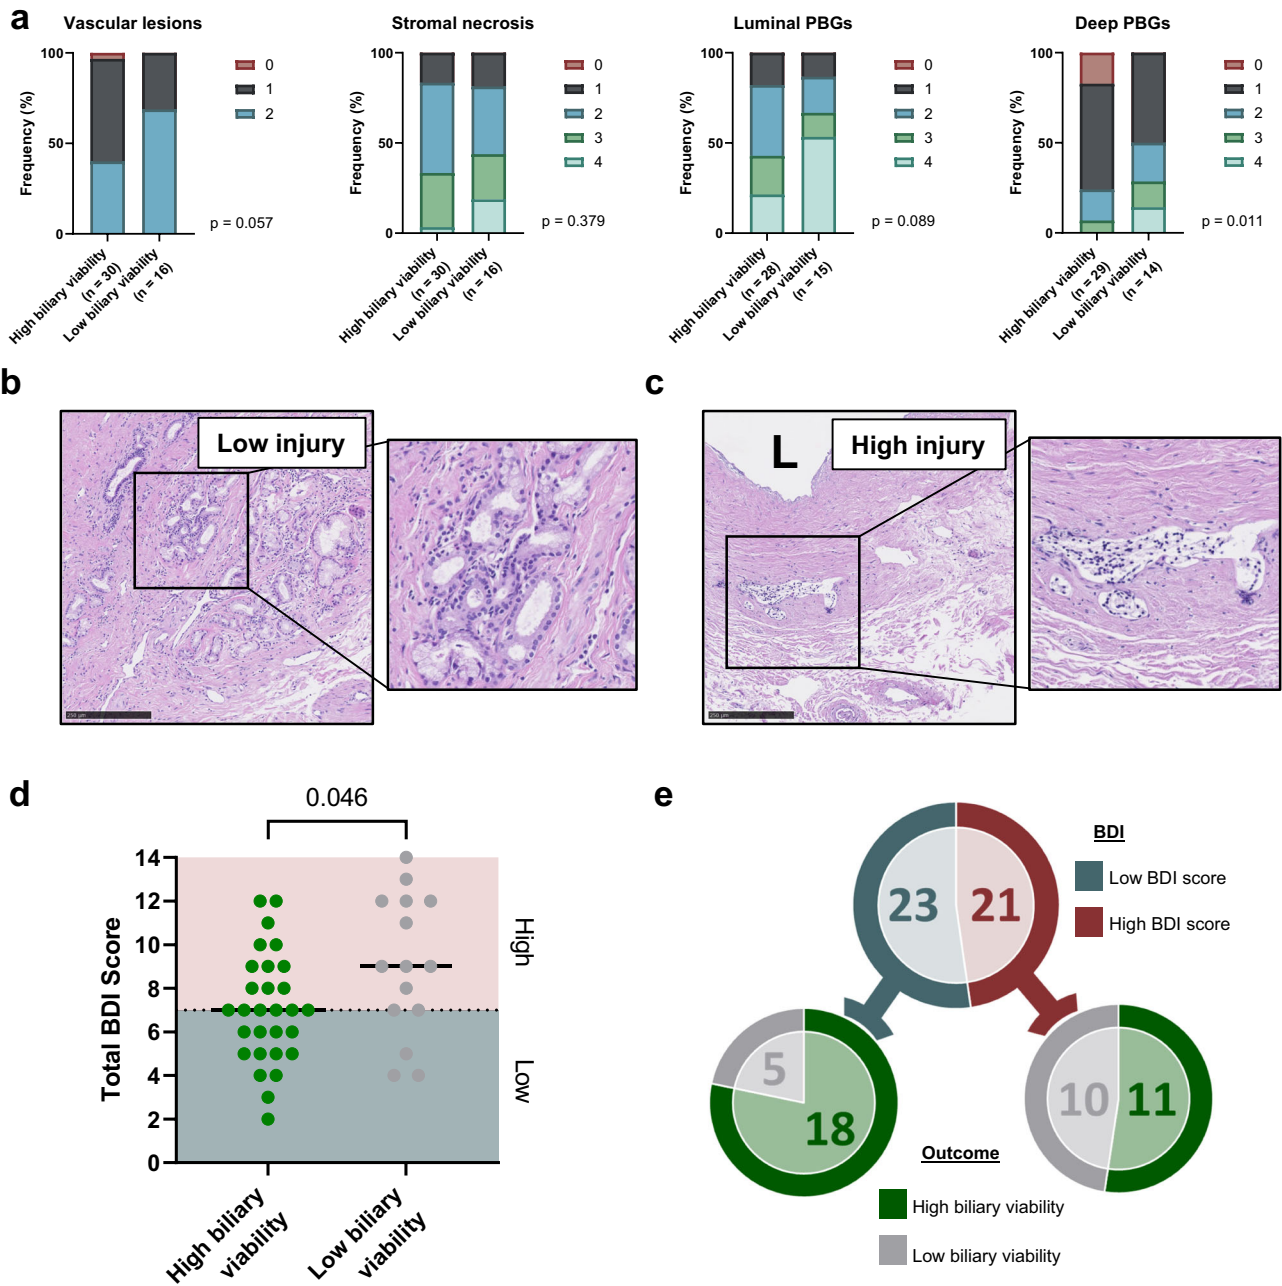 a
Vascular lesions
100
50
0
Frequency (%)
0
1
2
p = 0.057
High biliary viability
(n = 30)
Low biliary viability
(n = 16)
Stromal necrosis
100
50
0
Frequency (%)
0
1
2
3
4
p = 0.379
High biliary viability
(n = 30)
Low biliary viability
(n = 16)
Luminal PBGs
100
50
0
Frequency (%)
0
1
2
3
4
p = 0.089
High biliary viability
(n = 28)
Low biliary viability
(n = 15)
Deep PBGs
100
50
0
Frequency (%)
0
1
2
3
4
p = 0.011
High biliary viability
(n = 29)
Low biliary viability
(n = 14)
b
Low injury
250 µm
c
L
High injury
250 µm
d
0.046
14
12
10
8
6
4
2
0
Total BDI Score
High
Low
High biliary
viability
Low biliary
viability
e
23
21
BDI
Low BDI score
High BDI score
5
18
10
11
Outcome
High biliary viability
Low biliary viability